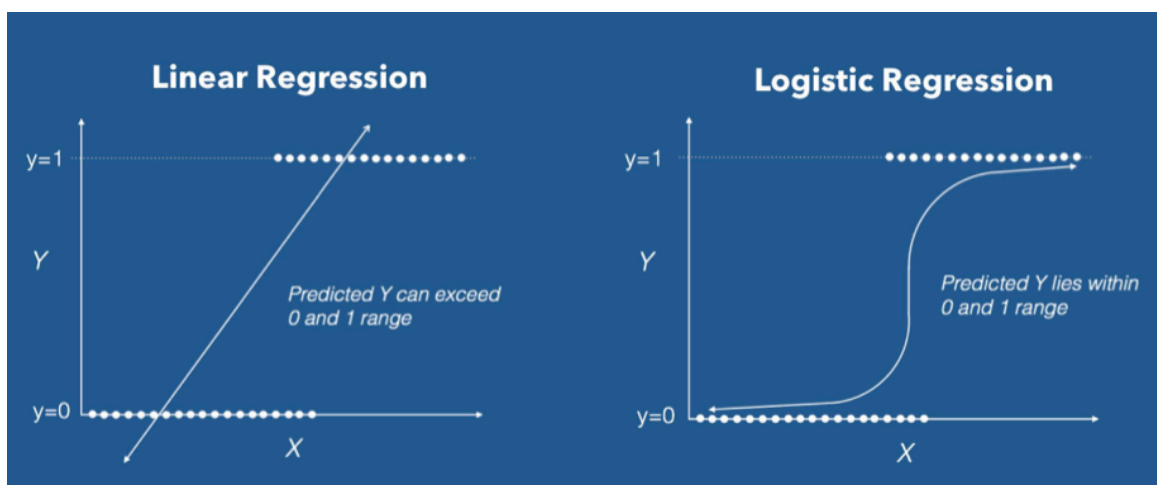 Linear Regression
y=1
Y
Predicted Y can exceed
0 and 1 range
y=0
X
Logistic Regression
y=1
Y
Predicted Y lies within
0 and 1 range
y=0
X